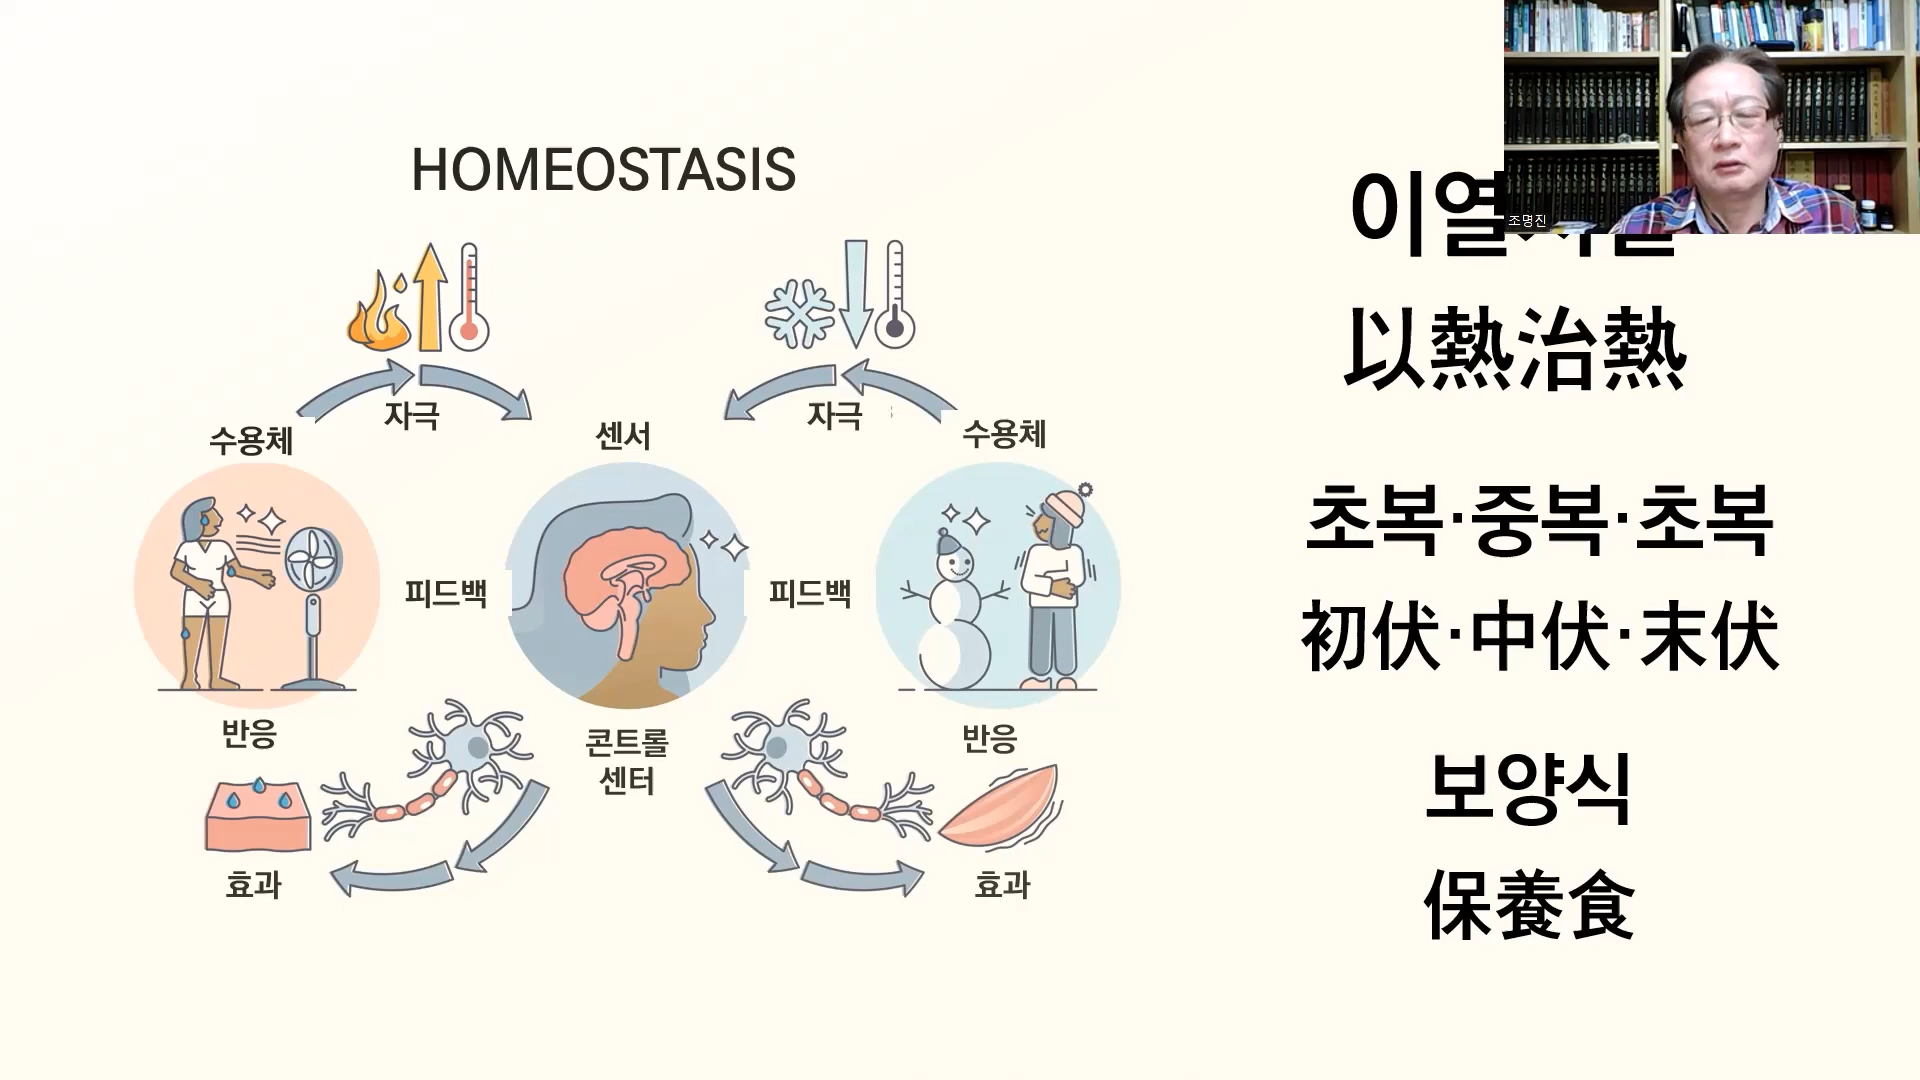 HOMEOSTASIS
자극
자극
수용체
센서
수용체
피드백
피드백
반응
콘트롤
센터
반응
효과
효과
以熱治熱
초복·중복·초복
初伏·中伏·末伏
보양식
保養食
조명진